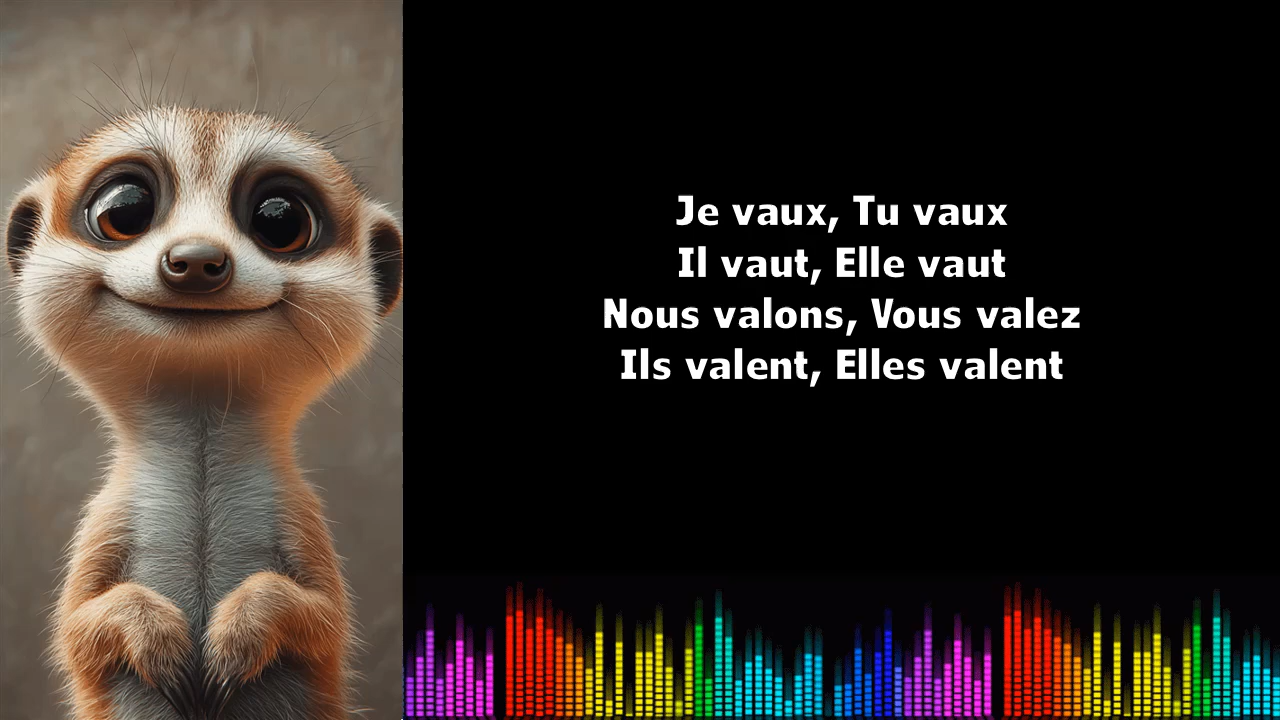 Je vaux, Tu vaux
Il vaut, Elle vaut
Nous valons, Vous valez
Ils valent, Elles valent